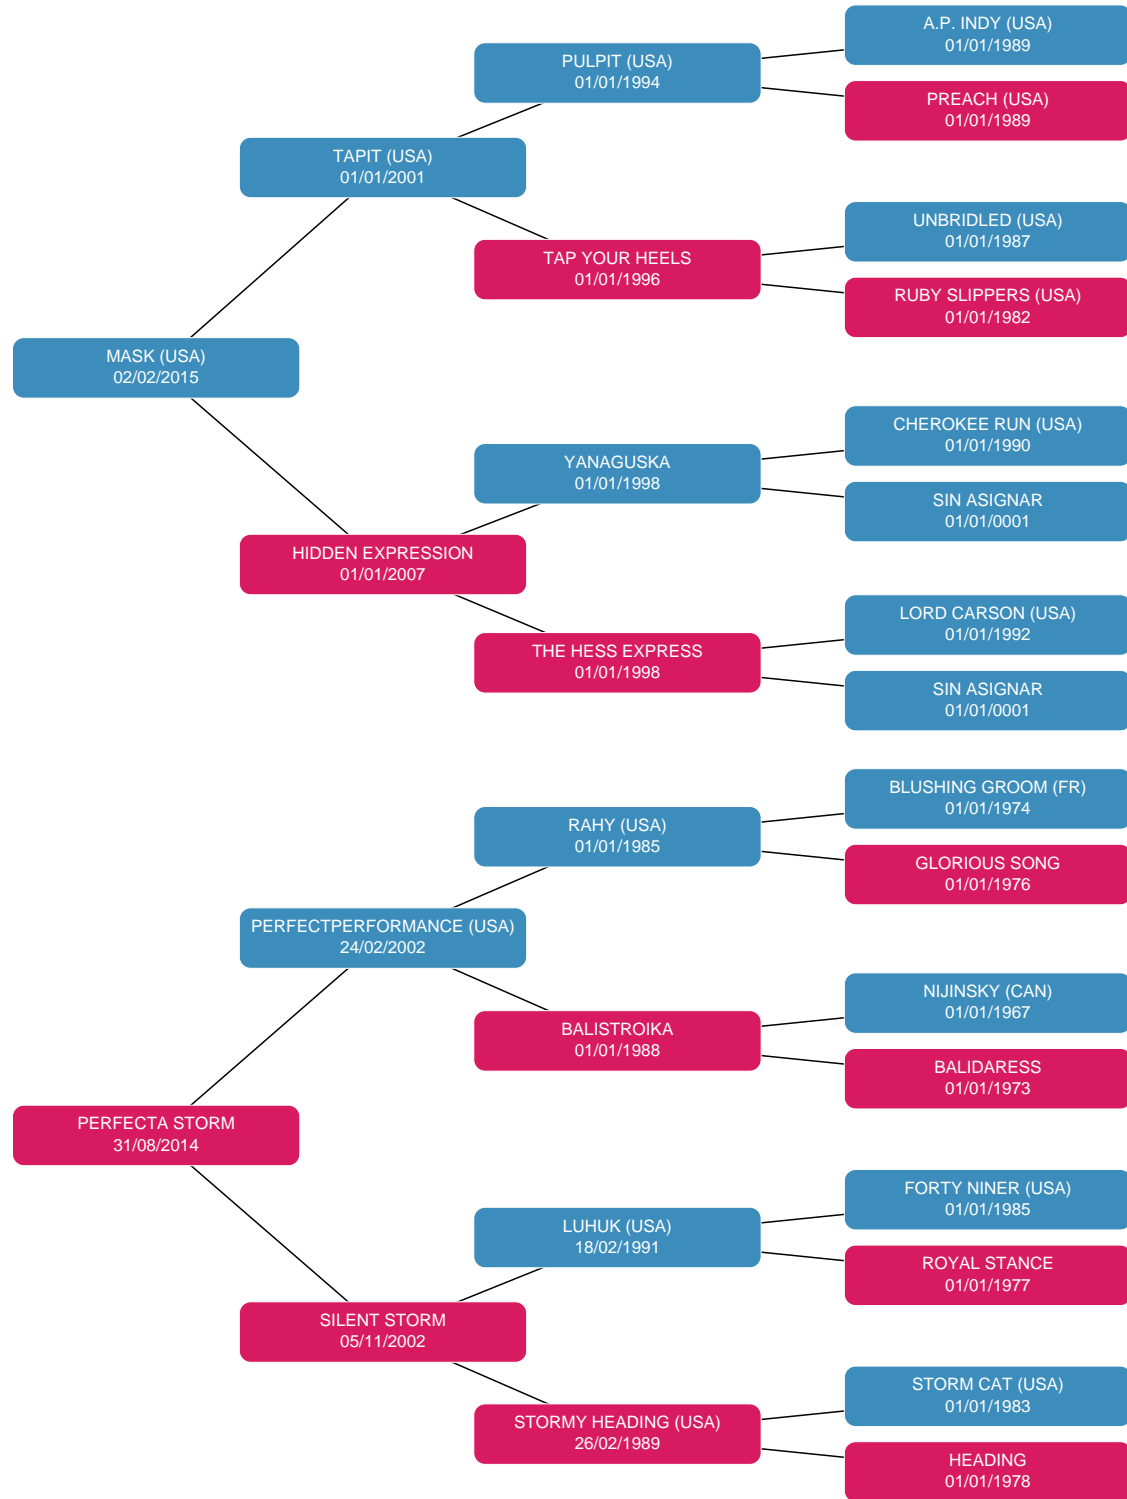 A.P. INDY (USA)
01/01/1989
PULPIT (USA)
01/01/1994
PREACH (USA)
01/01/1989
TAPIT (USA)
01/01/2001
UNBRIDLED (USA)
01/01/1987
TAP YOUR HEELS
01/01/1996
RUBY SLIPPERS (USA)
01/01/1982
MASK (USA)
02/02/2015
CHEROKEE RUN (USA)
01/01/1990
YANAGUSKA
01/01/1998
SIN ASIGNAR
01/01/0001
HIDDEN EXPRESSION
01/01/2007
LORD CARSON (USA)
01/01/1992
THE HESS EXPRESS
01/01/1998
SIN ASIGNAR
01/01/0001
BLUSHING GROOM (FR)
01/01/1974
RAHY (USA)
01/01/1985
GLORIOUS SONG
01/01/1976
PERFECTPERFORMANCE (USA)
24/02/2002
NIJINSKY (CAN)
01/01/1967
BALISTROIKA
01/01/1988
BALIDARESS
01/01/1973
PERFECTA STORM
31/08/2014
FORTY NINER (USA)
01/01/1985
LUHUK (USA)
18/02/1991
ROYAL STANCE
01/01/1977
SILENT STORM
05/11/2002
STORM CAT (USA)
01/01/1983
STORMY HEADING (USA)
26/02/1989
HEADING
01/01/1978